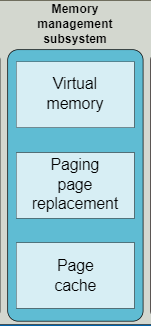 Memory
management
subsystem
Virtual
memory
Paging
page
replacement
Page
cache